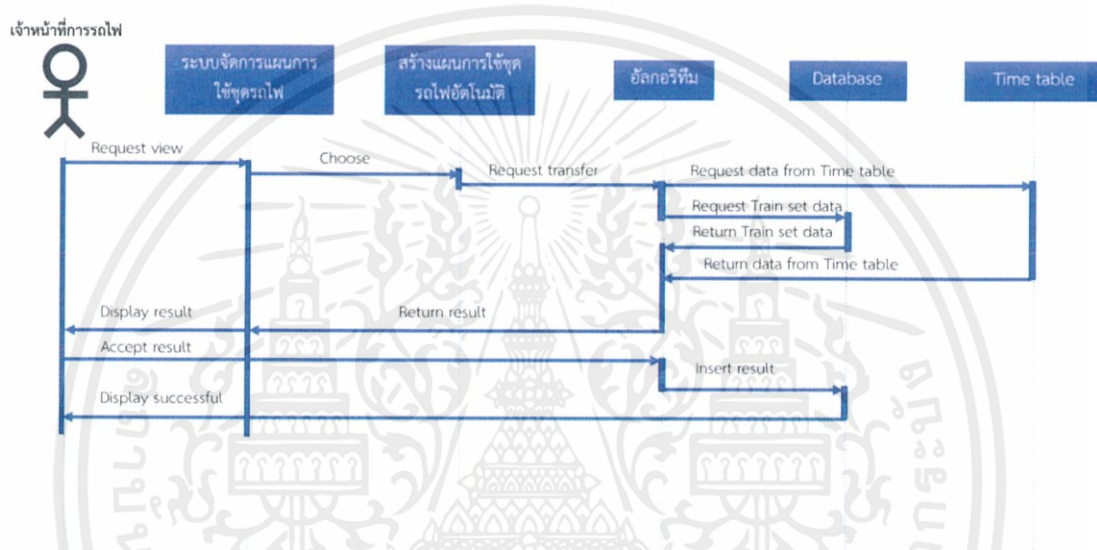 เจ้าหน้าที่การรถไฟ
ระบบจัดการแผนการ
ใช้ชุดรถไฟ
สร้างแผนการใช้ชุด
รถไฟอัตโนมัติ
อัลกอริทึม
Database
Time table
Request view
Choose
Request transfer
Request data from Time table
Request Train set data
Return Train set data
Return data from Time table
Display result
Return result
Accept result
Insert result
Display successful